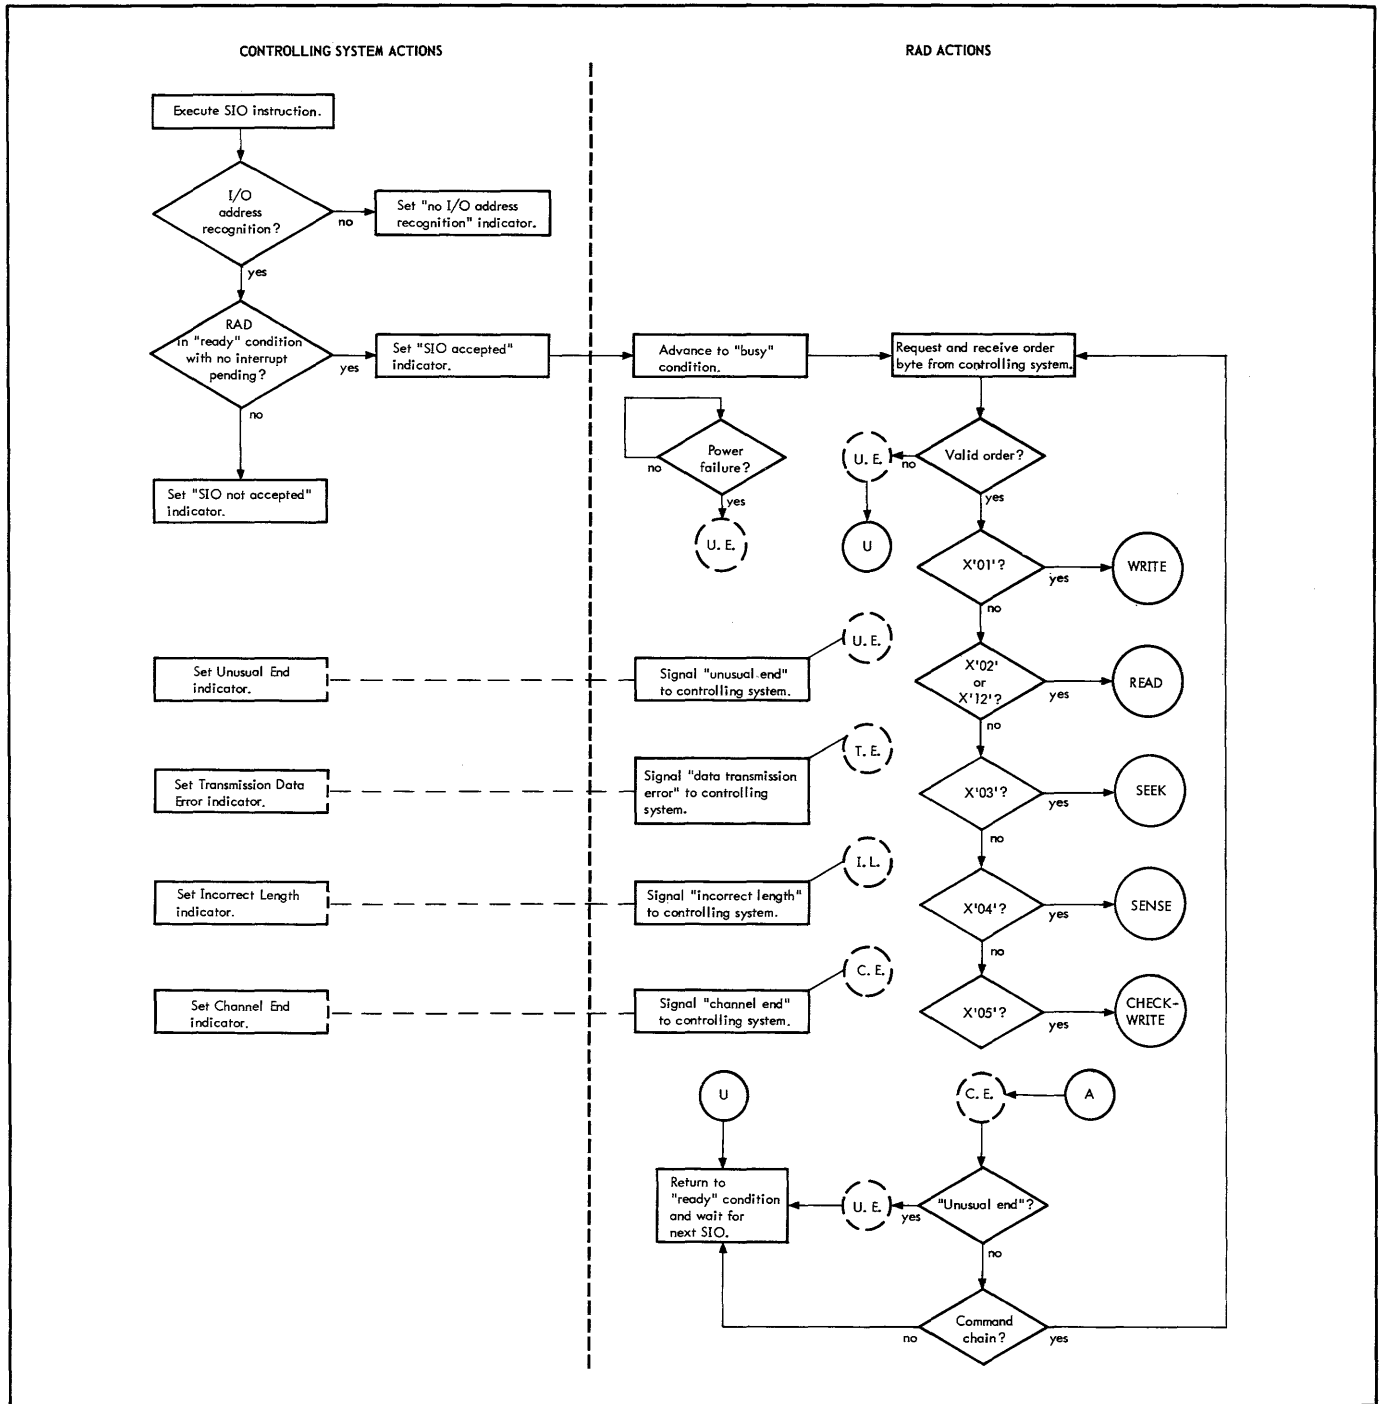 CONTROLLING SYSTEM ACTIONS
RAD ACTIONS
Execute SIO instruction.
I/O
address
recognition?
no
Set "no I/O address
recognition" indicator.
yes
RAD
in "ready" condition
with no interrupt
pending?
yes
Set "SIO accepted"
indicator.
no
Set "SIO not accepted"
indicator.
Advance to "busy"
condition.
Request and receive order
byte from controlling system.
Power
failure?
no
yes
U. E.
Valid order?
no
U. E.
U
yes
X'01'?
yes
WRITE
no
X'02'
or
X'12'?
yes
READ
no
X'03'?
yes
SEEK
no
X'04'?
yes
SENSE
no
X'05'?
yes
CHECK-
WRITE
Set Unusual End
indicator.
Signal "unusual end"
to controlling system.
U. E.
Set Transmission Data
Error indicator.
Signal "data transmission
error" to controlling
system.
T. E.
Set Incorrect Length
indicator.
Signal "incorrect length"
to controlling system.
I. L.
Set Channel End
indicator.
Signal "channel end"
to controlling system.
C. E.
U
C. E.
A
Return to
"ready" condition
and wait for
next SIO.
U. E.
yes
"Unusual end"?
no
Command
chain?
no
yes